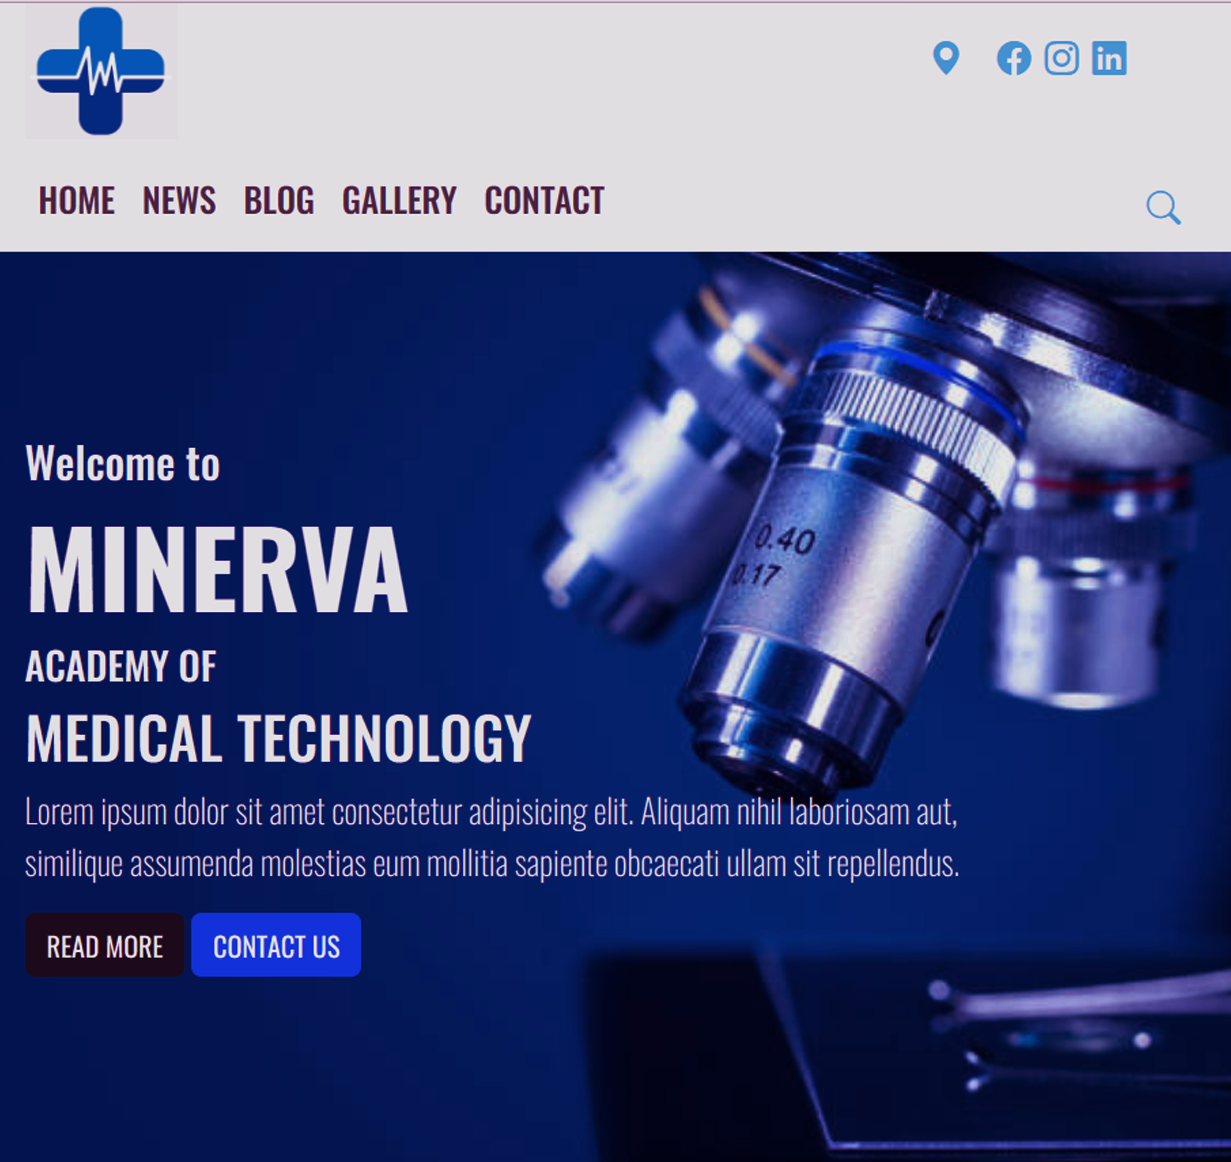 HOME NEWS BLOG GALLERY CONTACT
Welcome to
MINERVA
0.40
0.17
ACADEMY OF
MEDICAL TECHNOLOGY
Lorem ipsum dolor sit amet consectetur adipisicing elit. Aliquam nihil laboriosam aut,
similique assumenda molestias eum mollitia sapiente obcaecati ullam sit repellendus.
READ MORE CONTACT US